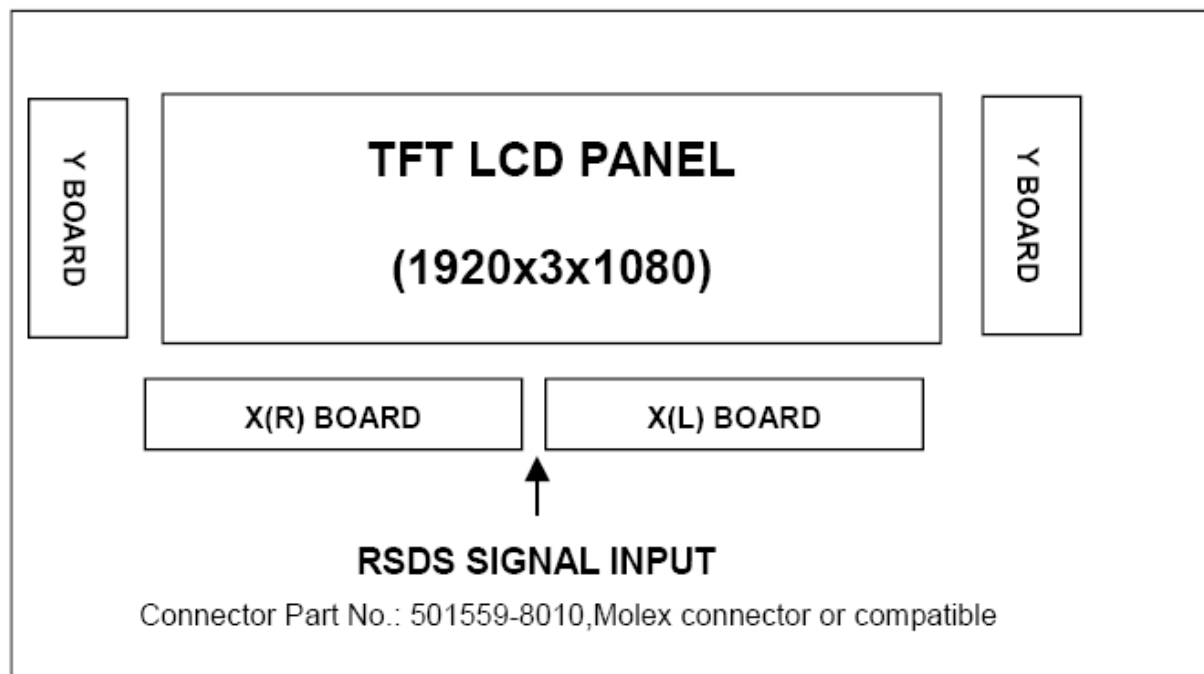 Y BOARD
TFT LCD PANEL
(1920x3x1080)
Y BOARD
X(R) BOARD
X(L) BOARD
RSDS SIGNAL INPUT
Connector Part No.: 501559-8010,Molex connector or compatible